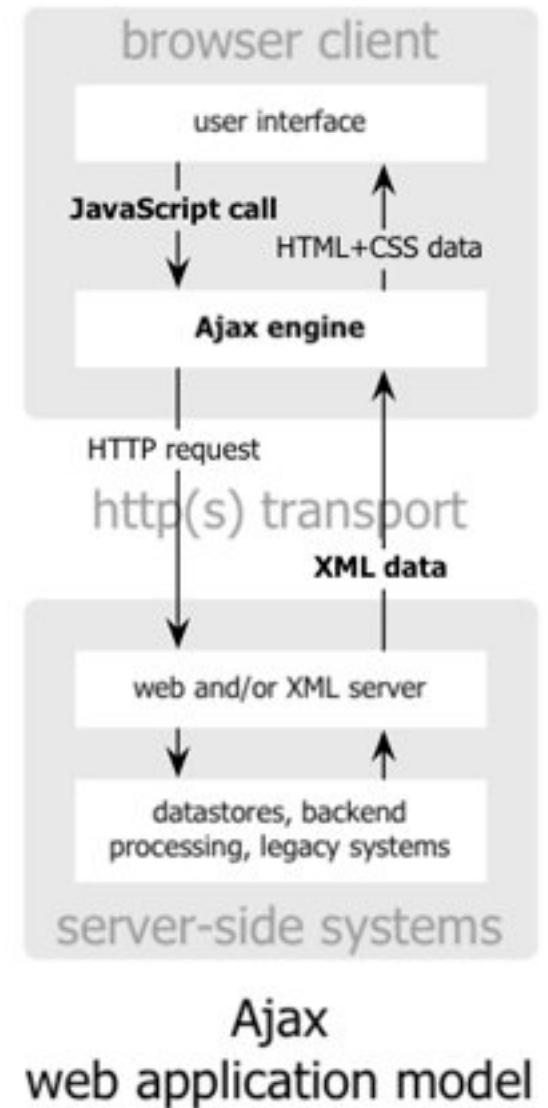 browser client
user interface
JavaScript call
HTML+CSS data
Ajax engine
HTTP request
http(s) transport
XML data
web and/or XML server
datastores, backend
processing, legacy systems
server-side systems
Ajax
web application model